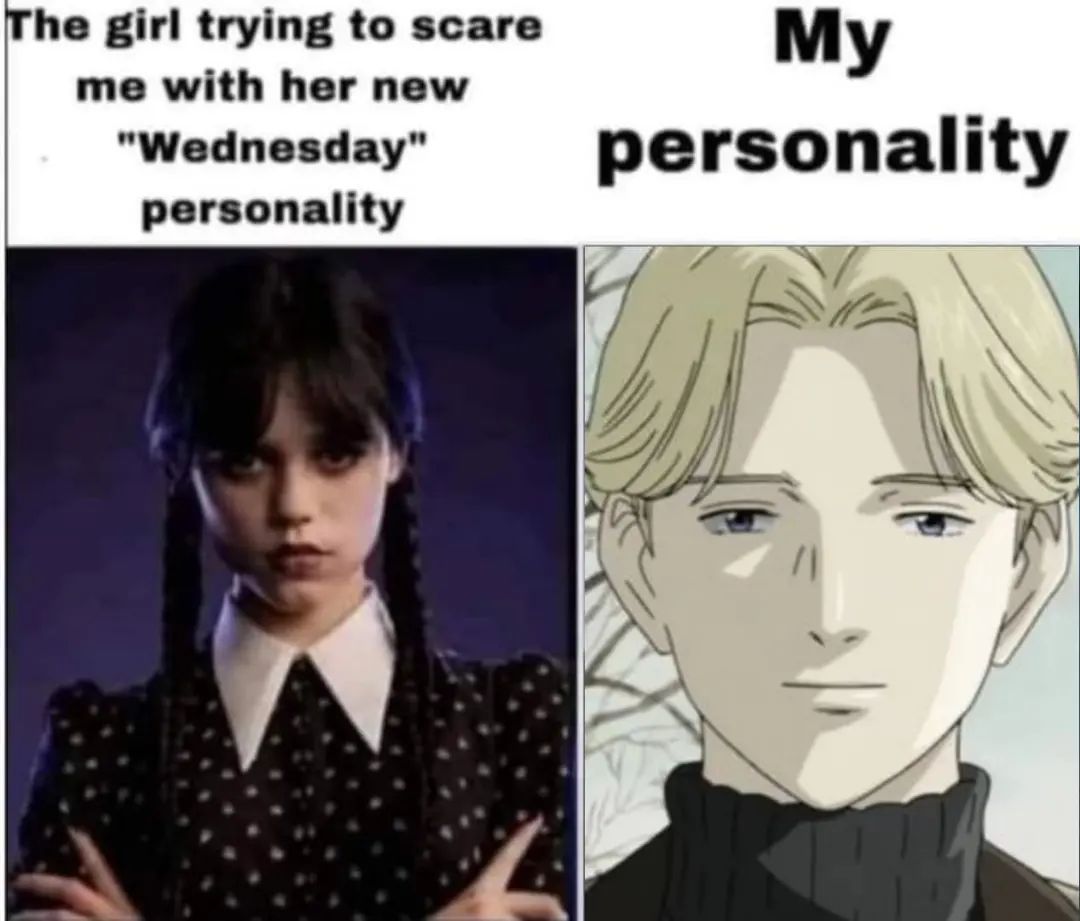 The girl trying to scare
me with her new
"Wednesday"
personality
My
personality